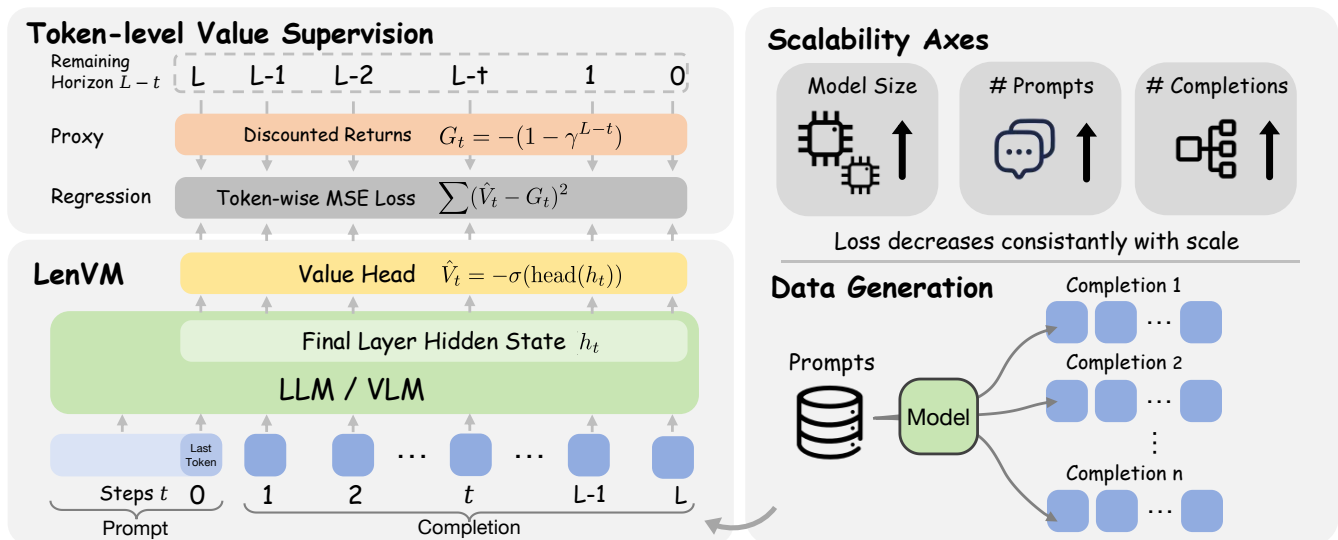 Token-level Value Supervision
Remaining
Horizon L − t
L L-1 L-2 L-t 1 0
Proxy
Discounted Returns G_t = −(1 − γ^{L−t})
Regression
Token-wise MSE Loss ∑(V̂_t − G_t)²
LenVM
Value Head V̂_t = −σ(head(h_t))
Final Layer Hidden State h_t
LLM / VLM
Last
Token
... ...
Steps t 0 1 2 t L-1 L
Prompt
Completion
Scalability Axes
Model Size
# Prompts
# Completions
Loss decreases consistantly with scale
Data Generation
Prompts
Model
Completion 1
...
Completion 2
...
⋮
Completion n
...